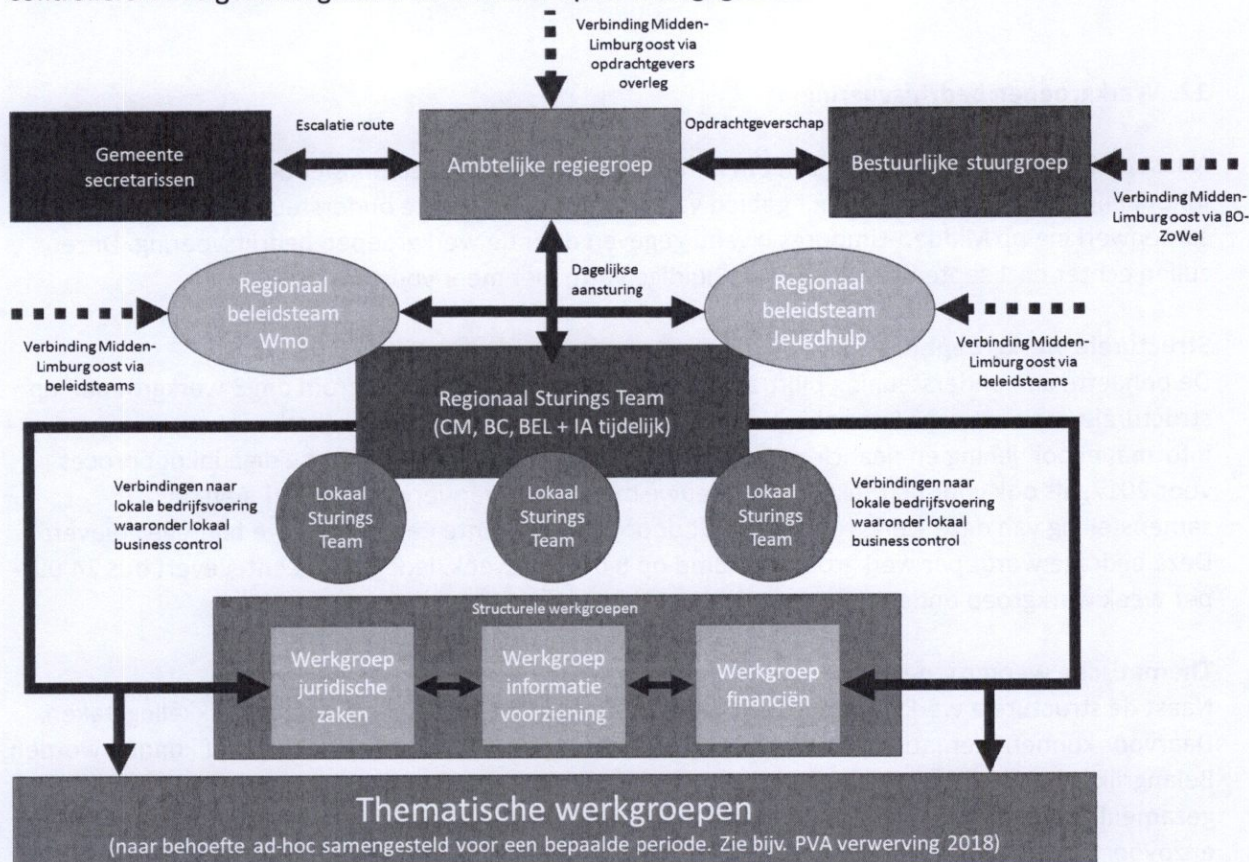 Verbinding Midden-
Limburg oost via
opdrachtgevers
overleg
Gemeente
secretarissen
Escalatie route
Ambtelijke regiegroep
Opdrachtgeverschap
Bestuurlijke stuurgroep
Verbinding Midden-
Limburg oost via BO-
ZoWel
Dagelijkse
aansturing
Regionaal
beleidsteam
Wmo
Regionaal
beleidsteam
Jeugdhulp
Verbinding Midden-
Limburg oost via
beleidsteams
Verbinding Midden-
Limburg oost via
beleidsteams
Regionaal Sturings Team
(CM, BC, BEL + IA tijdelijk)
Verbindingen naar
lokale bedrijfsvoering
waaronder lokaal
business control
Lokaal
Sturings
Team
Lokaal
Sturings
Team
Lokaal
Sturings
Team
Verbindingen naar
lokale bedrijfsvoering
waaronder lokaal
business control
Structurele werkgroepen
Werkgroep
juridische
zaken
Werkgroep
informatie
voorziening
Werkgroep
financiën
Thematische werkgroepen
(naar behoefte ad-hoc samengesteld voor een bepaalde periode. Zie bijv. PVA verwerving 2018)